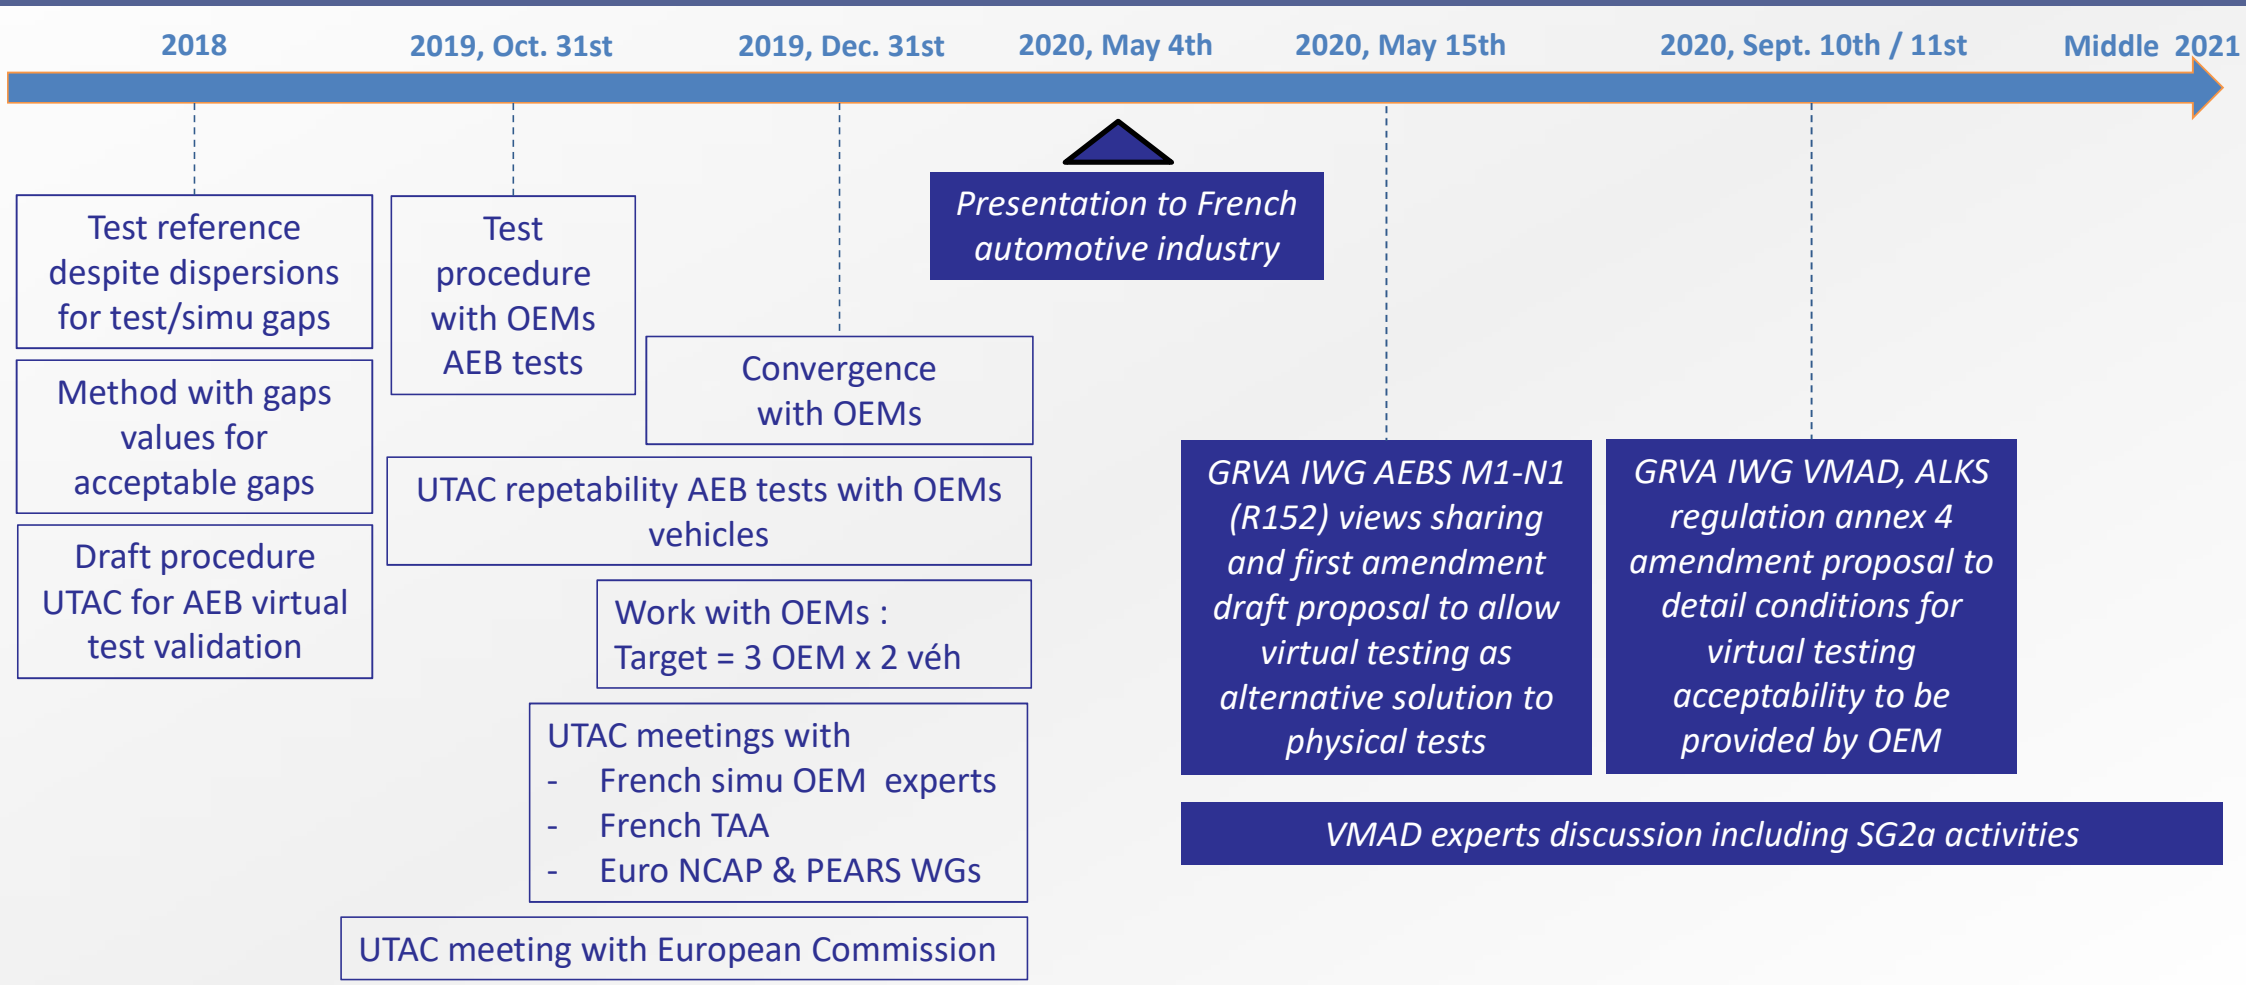 2018
2019, Oct. 31st
2019, Dec. 31st
2020, May 4th
2020, May 15th
2020, Sept. 10th / 11st
Middle 2021
Test reference
despite dispersions
for test/simu gaps
Method with gaps
values for
acceptable gaps
Draft procedure
UTAC for AEB virtual
test validation
Test
procedure
with OEMs
AEB tests
Convergence
with OEMs
UTAC repetability AEB tests with OEMs
vehicles
Work with OEMs :
Target = 3 OEM x 2 véh
UTAC meetings with
- French simu OEM experts
- French TAA
- Euro NCAP & PEARS WGs
UTAC meeting with European Commission
Presentation to French
automotive industry
GRVA IWG AEBS M1-N1
(R152) views sharing
and first amendment
draft proposal to allow
virtual testing as
alternative solution to
physical tests
GRVA IWG VMAD, ALKS
regulation annex 4
amendment proposal to
detail conditions for
virtual testing
acceptability to be
provided by OEM
VMAD experts discussion including SG2a activities